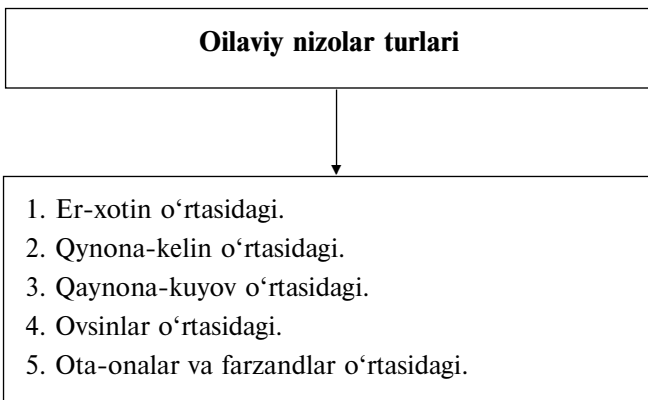 Oilaviy nizolar turlari
1. Er-xotin o‘rtasidagi.
2. Qynona-kelin o‘rtasidagi.
3. Qaynona-kuyov o‘rtasidagi.
4. Ovsinlar o‘rtasidagi.
5. Ota-onalar va farzandlar o‘rtasidagi.